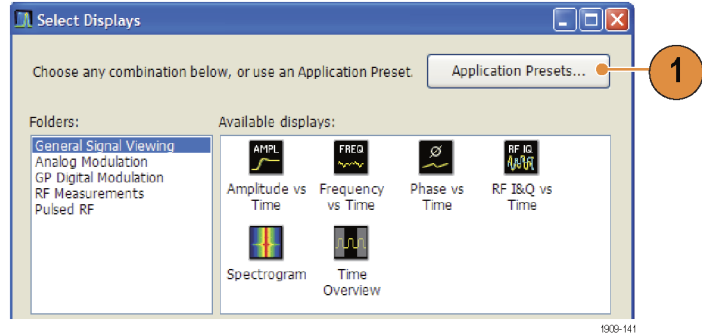 Select Displays
Choose any combination below, or use an Application Preset.
Application Presets...
1
Folders:
Available displays:
General Signal Viewing
Analog Modulation
GP Digital Modulation
RF Measurements
Pulsed RF
AMPL
FREQ
Ø
RF IQ
Amplitude vs
Time
Frequency
vs Time
Phase vs
Time
RF I&Q vs
Time
Spectrogram
Time
Overview
1909-141